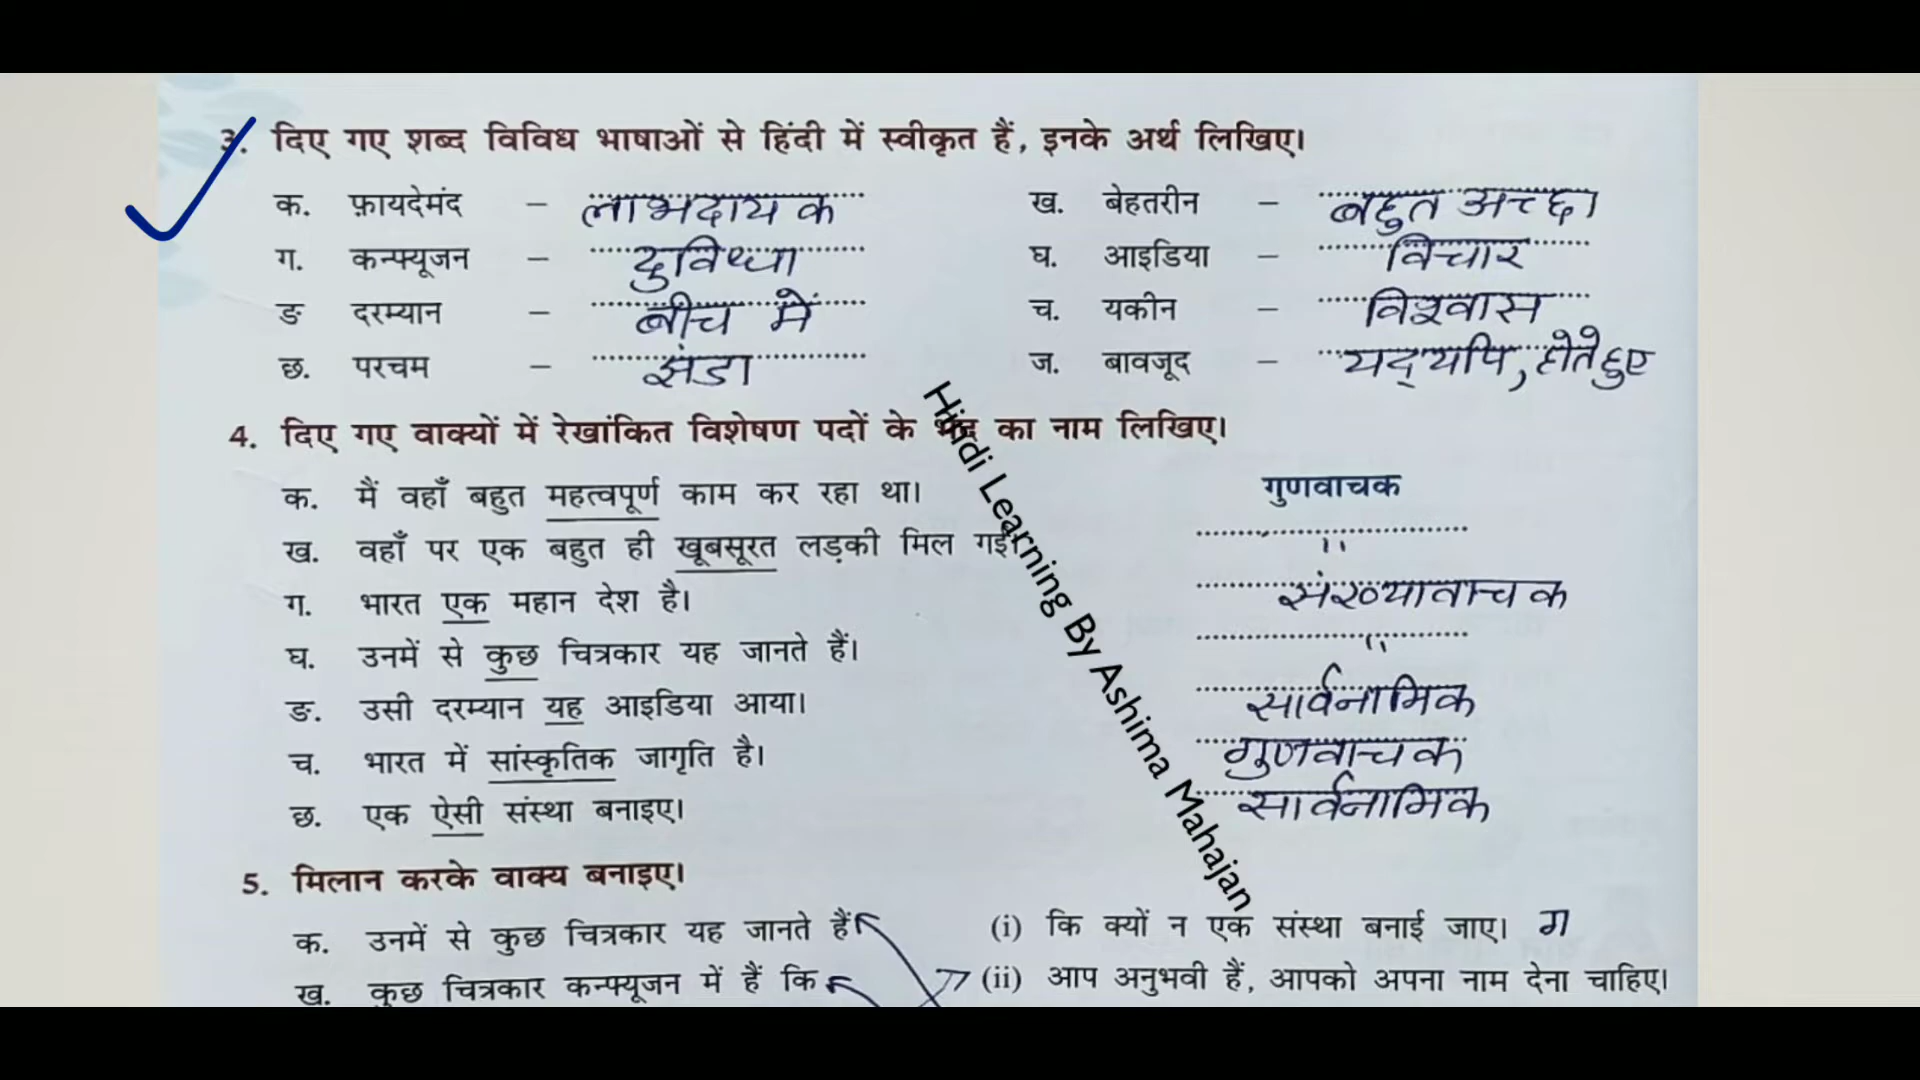 3. दिए गए शब्द विविध भाषाओं से हिंदी में स्वीकृत हैं, इनके अर्थ लिखिए।
क. फ़ायदेमंद – लाभदायक ख. बेहतरीन – बहुत अच्छा
ग. कन्फ्यूजन – दुविधा घ. आइडिया – विचार
ङ दरम्यान – बीच में च. यकीन – विश्वास
छ. परचम – झंडा ज. बावजूद – यद्यपि, होते हुए
4. दिए गए वाक्यों में रेखांकित विशेषण पदों के भेद का नाम लिखिए।
क. मैं वहाँ बहुत महत्वपूर्ण काम कर रहा था। गुणवाचक
ख. वहाँ पर एक बहुत ही खूबसूरत लड़की मिल गई। "
ग. भारत एक महान देश है। संख्यावाचक
घ. उनमें से कुछ चित्रकार यह जानते हैं। "
ङ. उसी दरम्यान यह आइडिया आया। सार्वनामिक
च. भारत में सांस्कृतिक जागृति है। गुणवाचक
छ. एक ऐसी संस्था बनाइए। सार्वनामिक
Hindi Learning By Ashima Mahajan
5. मिलान करके वाक्य बनाइए।
क. उनमें से कुछ चित्रकार यह जानते हैं (i) कि क्यों न एक संस्था बनाई जाए। ग
ख. कुछ चित्रकार कन्फ्यूजन में हैं कि (ii) आप अनुभवी हैं, आपको अपना नाम देना चाहिए।